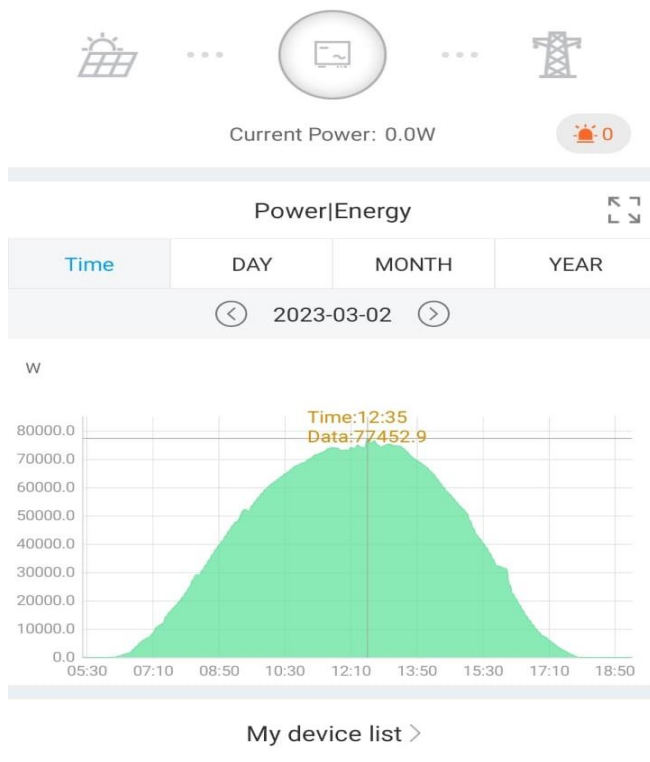 Current Power: 0.0W
0
Power|Energy
Time DAY MONTH YEAR
2023-03-02
W
Time:12:35
Data:77452.9
80000.0
70000.0
60000.0
50000.0
40000.0
30000.0
20000.0
10000.0
0.0
05:30 07:10 08:50 10:30 12:10 13:50 15:30 17:10 18:50
My device list